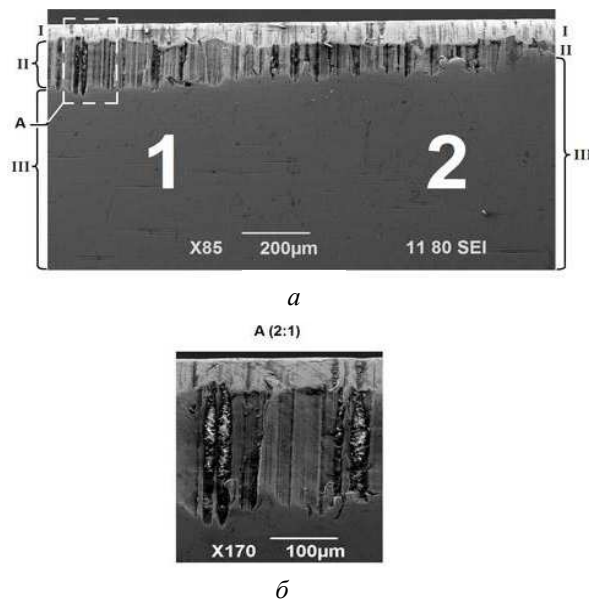 I I
II II
A
III III
1 2
X85 200µm 11 80 SEI
а
A (2:1)
X170 100µm
б